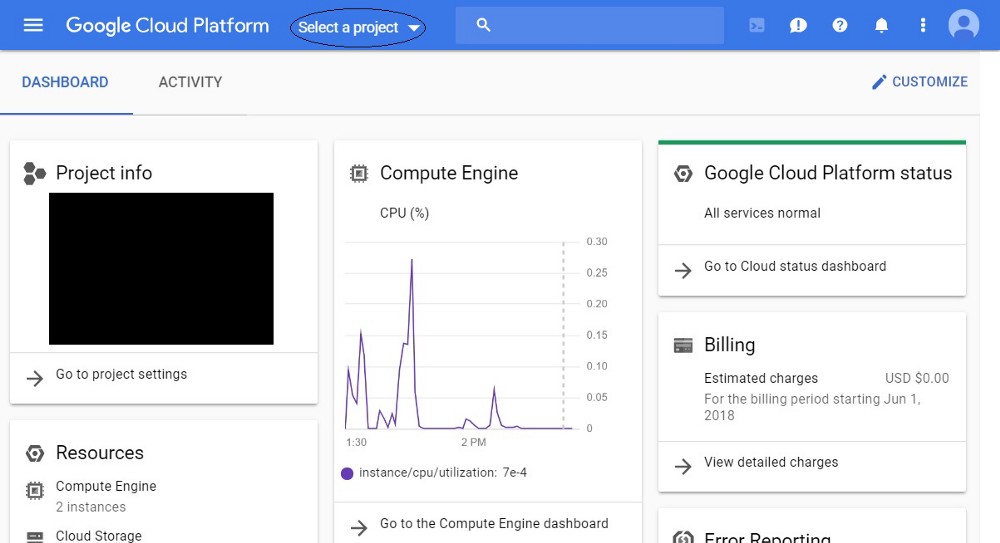 Google Cloud Platform
Select a project
DASHBOARD
ACTIVITY
CUSTOMIZE
Project info
Go to project settings
Resources
Compute Engine
2 instances
Cloud Storage
Compute Engine
CPU (%)
0.30
0.25
0.20
0.15
0.10
0.05
0
1:30
2 PM
instance/cpu/utilization: 7e-4
Go to the Compute Engine dashboard
Google Cloud Platform status
All services normal
Go to Cloud status dashboard
Billing
Estimated charges USD $0.00
For the billing period starting Jun 1,
2018
View detailed charges
Error Reporting